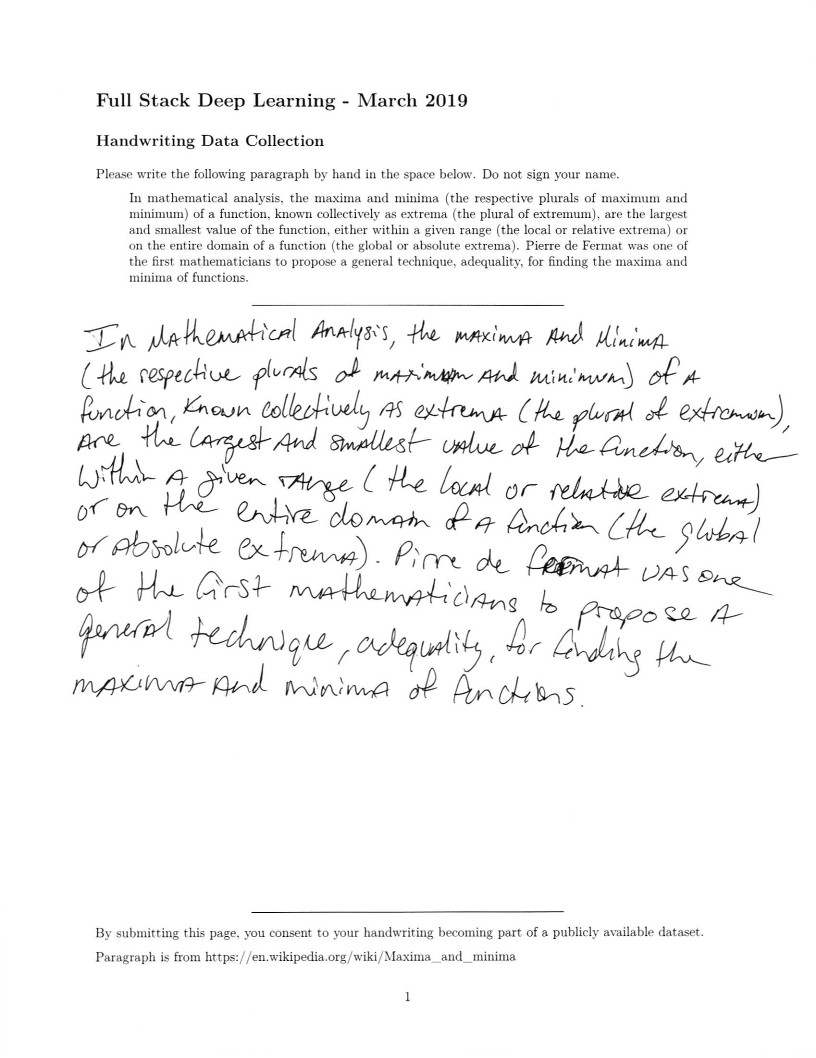 Full Stack Deep Learning - March 2019
Handwriting Data Collection
Please write the following paragraph by hand in the space below. Do not sign your name.
In mathematical analysis, the maxima and minima (the respective plurals of maximum and
minimum) of a function, known collectively as extrema (the plural of extremum), are the largest
and smallest value of the function, either within a given range (the local or relative extrema) or
on the entire domain of a function (the global or absolute extrema). Pierre de Fermat was one of
the first mathematicians to propose a general technique, adequality, for finding the maxima and
minima of functions.
In Mathematical Analysis, the maxima and Minima
(the respective plurals of maximum and minimum) of a
function, known collectively as extrema (the plural of extremum),
are the largest and smallest value of the function, either
within a given range (the local or relative extrema)
or on the entire domain of a function (the global
or absolute extrema). Pirre de Fermat was one
of the first mathematicians to propose a
general technique, adequality, for finding the
maxima and minima of functions.
By submitting this page, you consent to your handwriting becoming part of a publicly available dataset.
Paragraph is from https://en.wikipedia.org/wiki/Maxima_and_minima
1